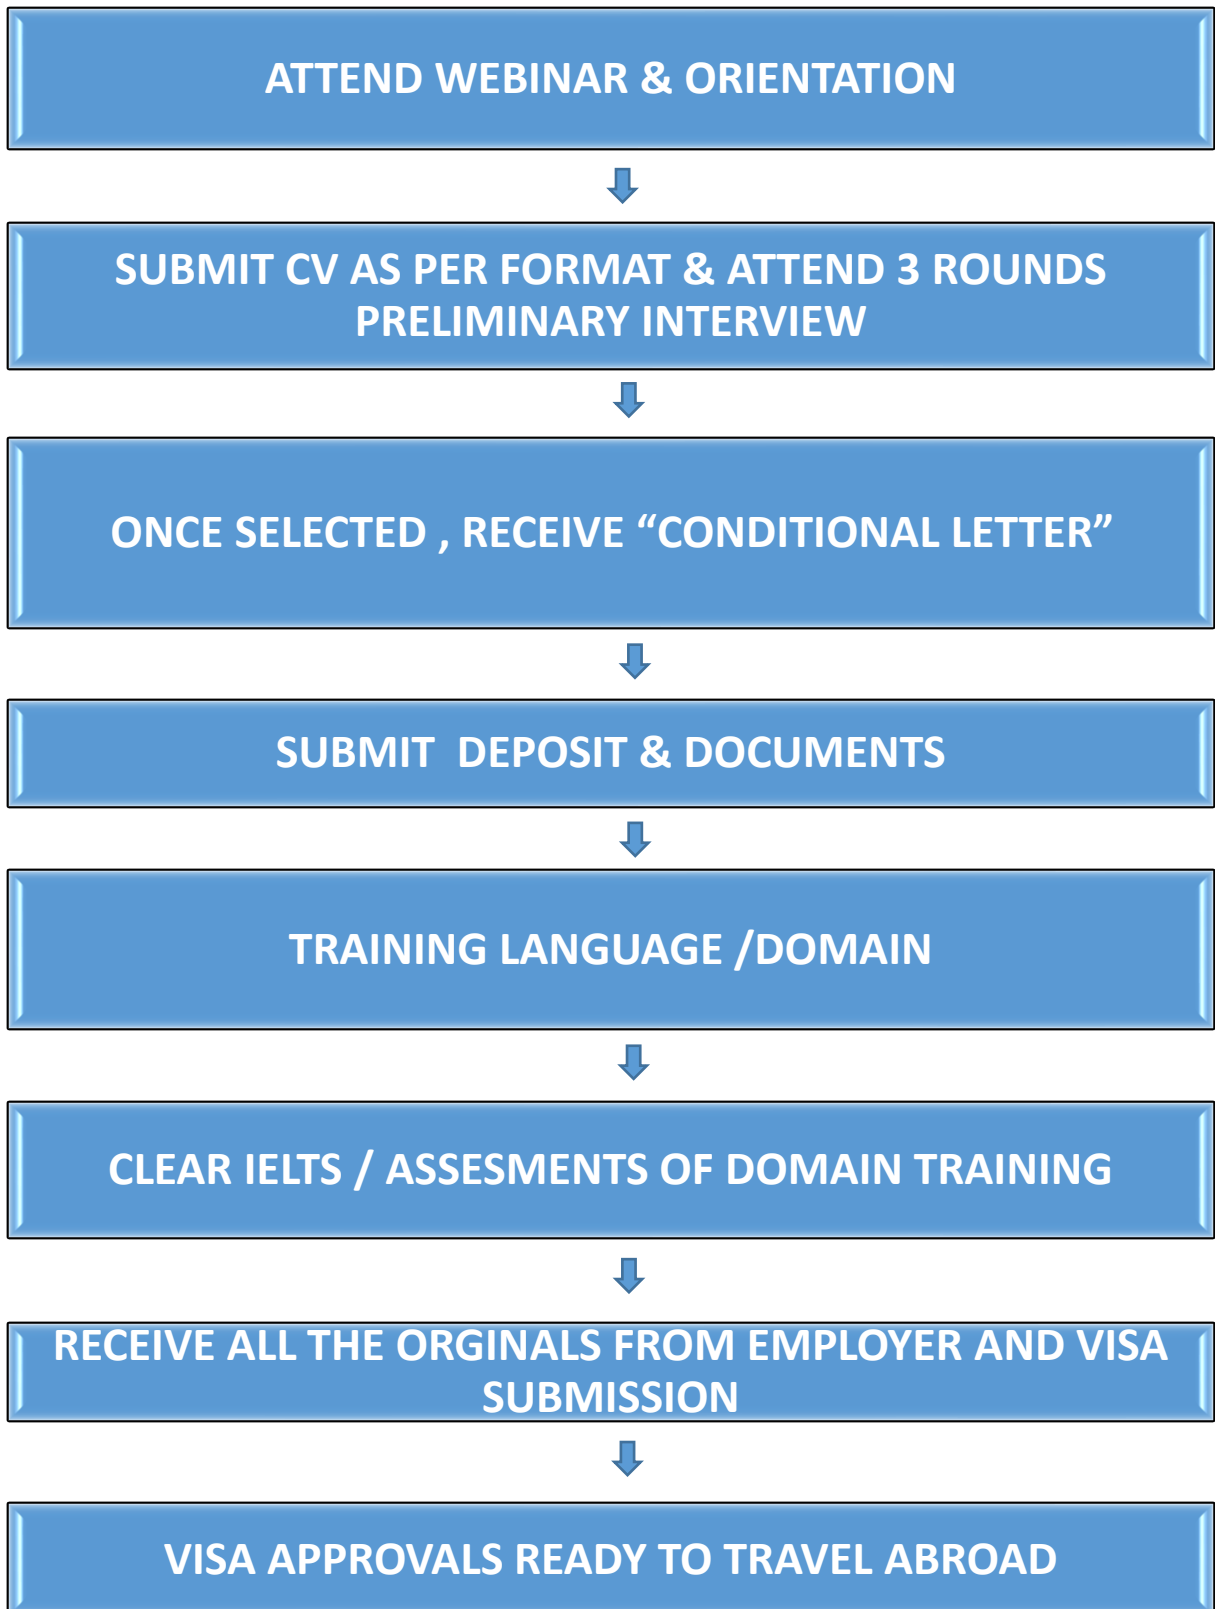 ATTEND WEBINAR & ORIENTATION
SUBMIT CV AS PER FORMAT & ATTEND 3 ROUNDS
PRELIMINARY INTERVIEW
ONCE SELECTED , RECEIVE “CONDITIONAL LETTER”
SUBMIT  DEPOSIT & DOCUMENTS
TRAINING LANGUAGE /DOMAIN
CLEAR IELTS / ASSESMENTS OF DOMAIN TRAINING
RECEIVE ALL THE ORGINALS FROM EMPLOYER AND VISA
SUBMISSION
VISA APPROVALS READY TO TRAVEL ABROAD